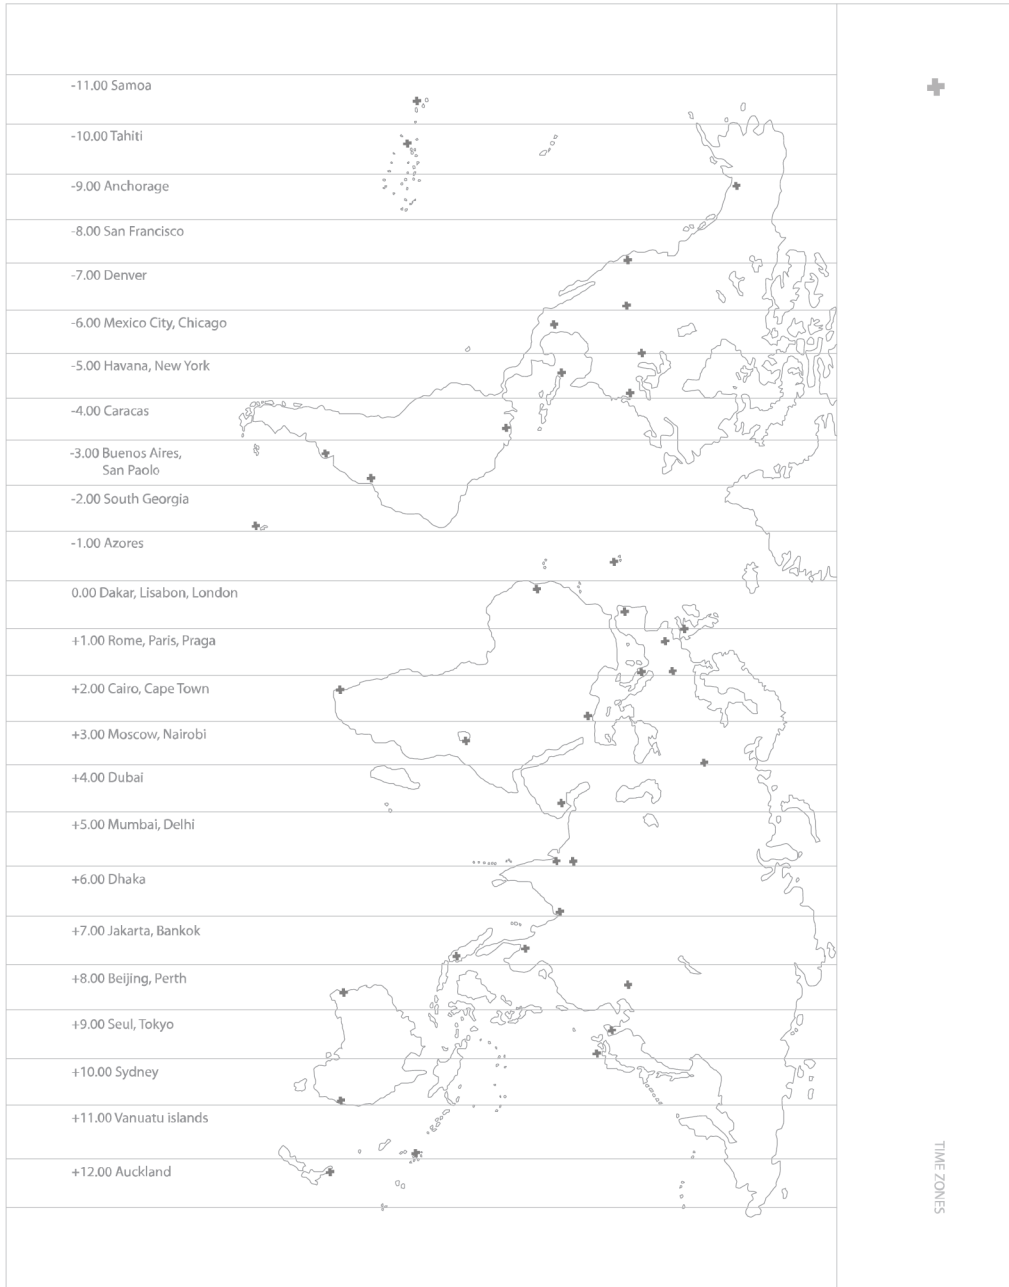 -11.00 Samoa
-10.00 Tahiti
-9.00 Anchorage
-8.00 San Francisco
-7.00 Denver
-6.00 Mexico City, Chicago
-5.00 Havana, New York
-4.00 Caracas
-3.00 Buenos Aires,
San Paolo
-2.00 South Georgia
-1.00 Azores
0.00 Dakar, Lisabon, London
+1.00 Rome, Paris, Praga
+2.00 Cairo, Cape Town
+3.00 Moscow, Nairobi
+4.00 Dubai
+5.00 Mumbai, Delhi
+6.00 Dhaka
+7.00 Jakarta, Bankok
+8.00 Beijing, Perth
+9.00 Seul, Tokyo
+10.00 Sydney
+11.00 Vanuatu islands
+12.00 Auckland
TIME ZONES